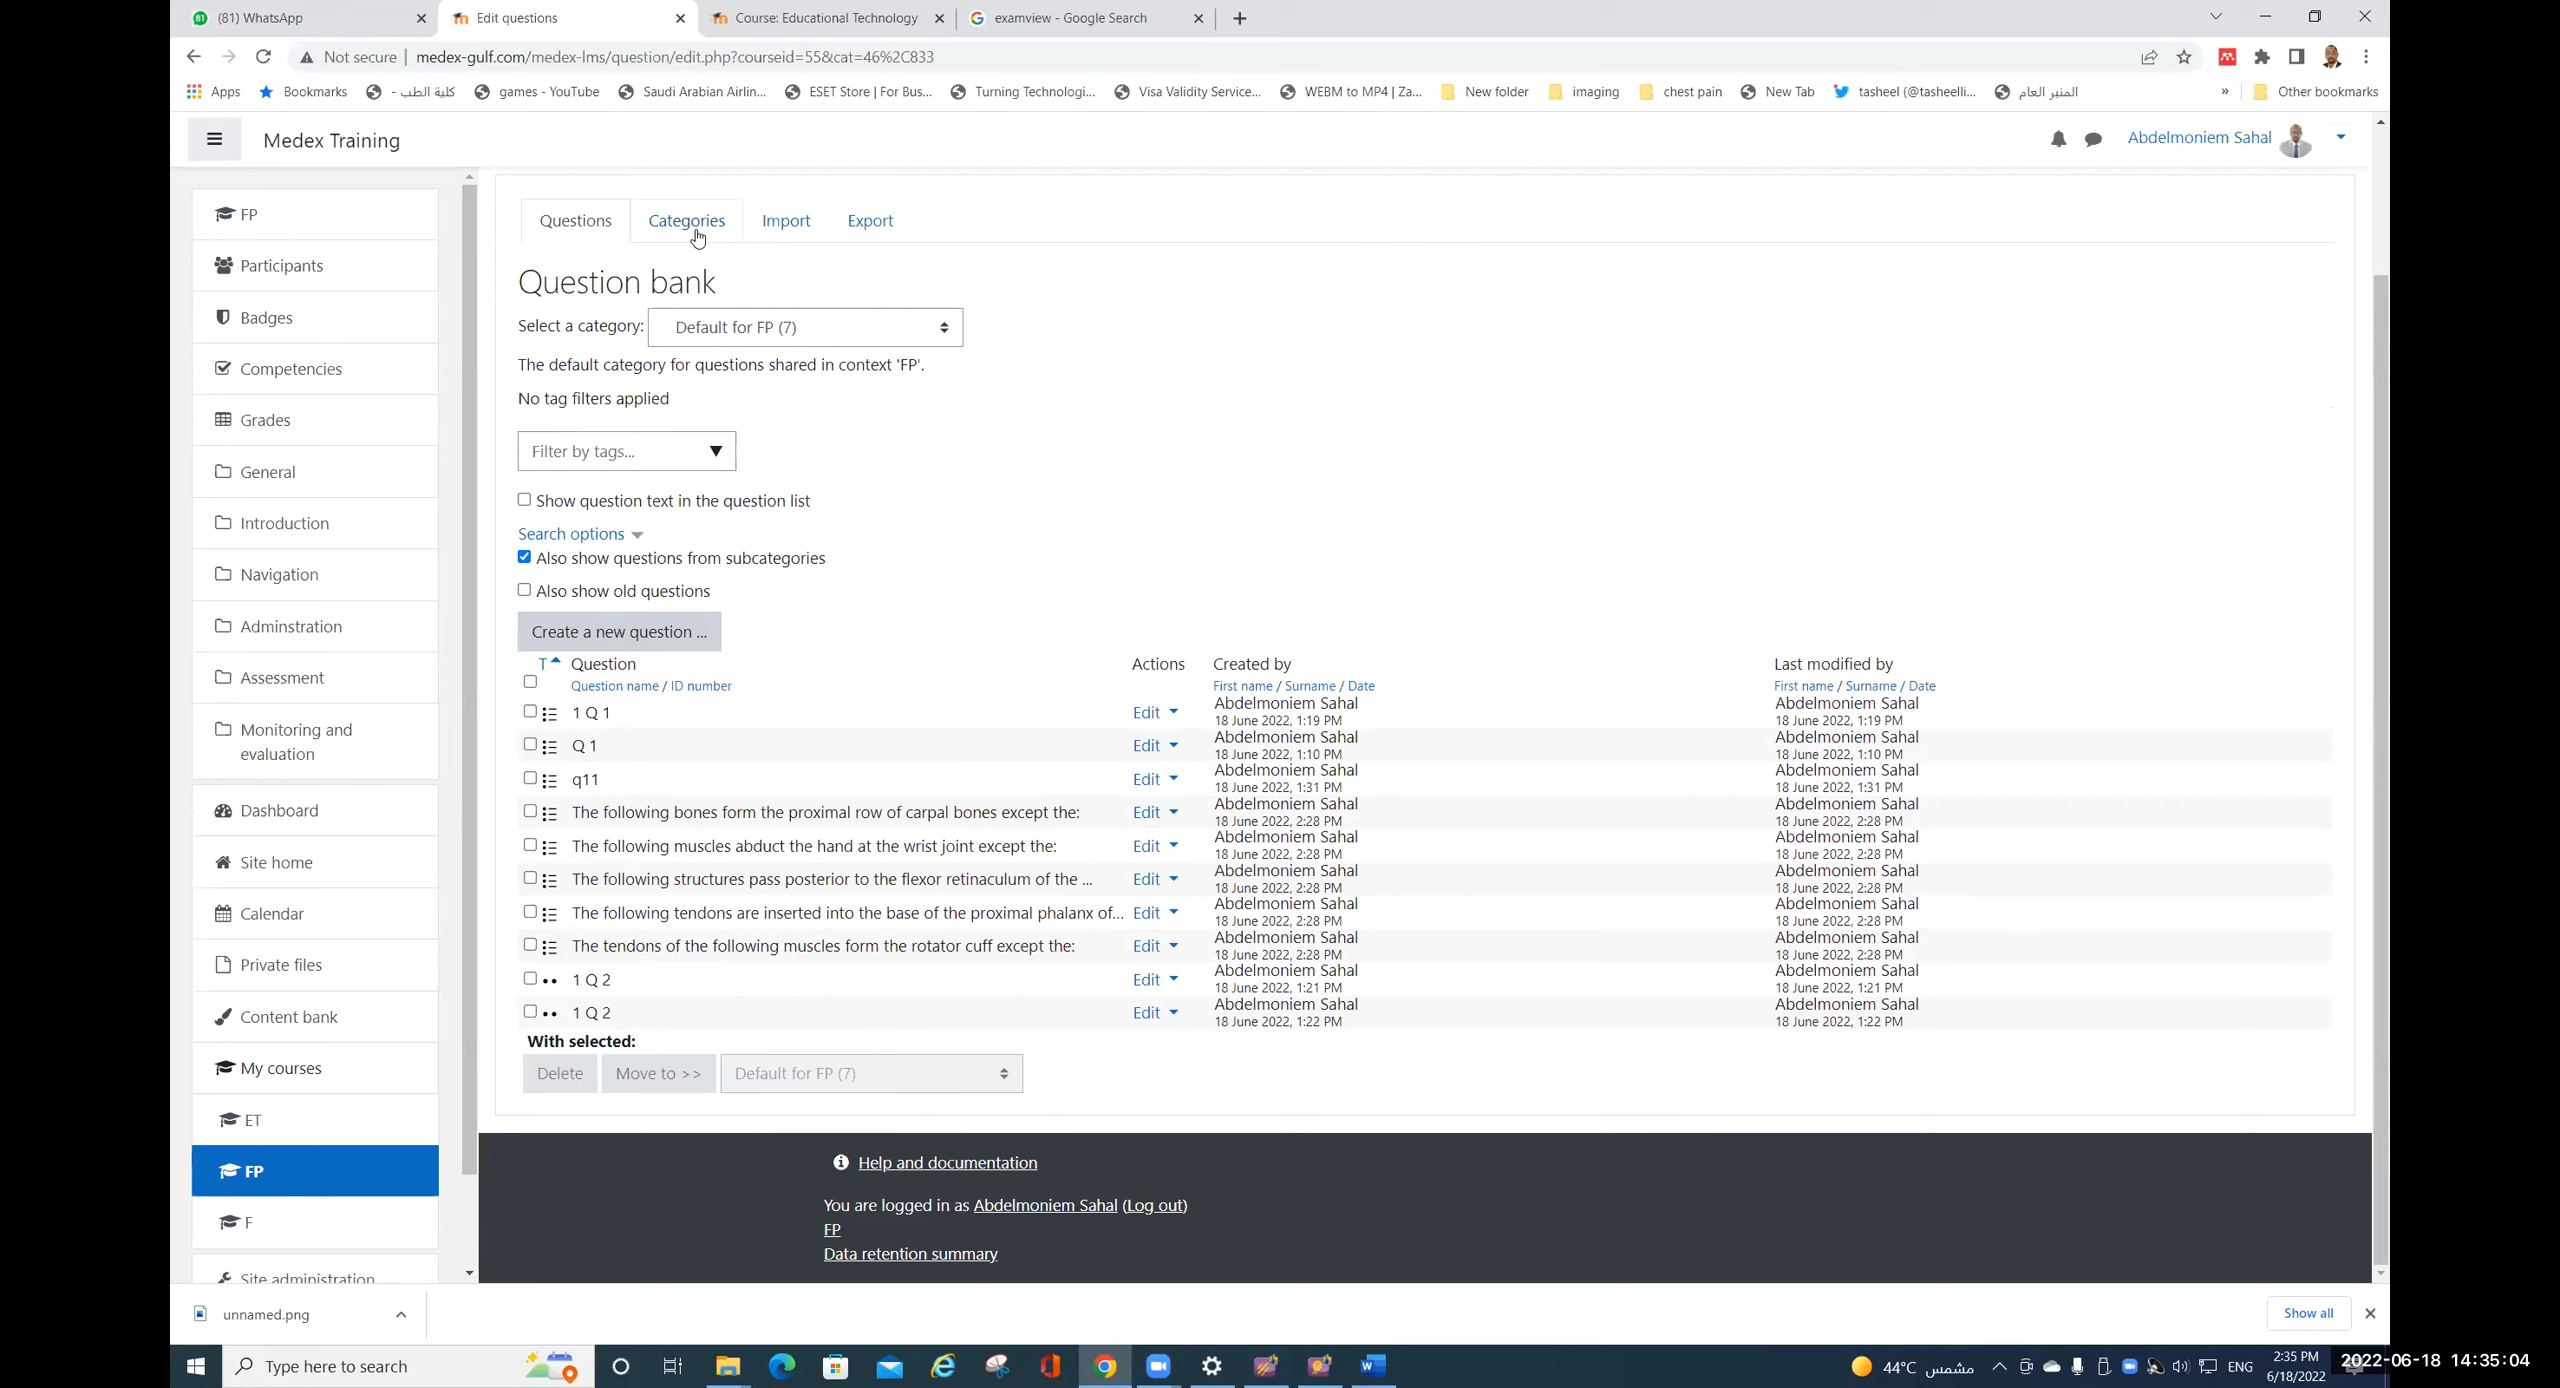 (81) WhatsApp
Edit questions
Course: Educational Technology
examview - Google Search
Not secure
medex-gulf.com/medex-lms/question/edit.php?courseid=55&cat=46%2C833
Apps
Bookmarks
كلية الطب -
games - YouTube
Saudi Arabian Airlin...
ESET Store | For Bus...
Turning Technologi...
Visa Validity Service...
WEBM to MP4 | Za...
New folder
imaging
chest pain
New Tab
tasheel (@tasheelli...
المنبر العام
»
Other bookmarks
Medex Training
Abdelmoniem Sahal
FP
Participants
Badges
Competencies
Grades
General
Introduction
Navigation
Adminstration
Assessment
Monitoring and
evaluation
Dashboard
Site home
Calendar
Private files
Content bank
My courses
ET
FP
F
Site administration
Questions
Categories
Import
Export
Question bank
Select a category: Default for FP (7)
The default category for questions shared in context 'FP'.
No tag filters applied
Filter by tags...
Show question text in the question list
Search options
Also show questions from subcategories
Also show old questions
Create a new question ...
T Question Actions Created by Last modified by
Question name / ID number First name / Surname / Date First name / Surname / Date
1 Q 1 Edit Abdelmoniem Sahal Abdelmoniem Sahal
18 June 2022, 1:19 PM 18 June 2022, 1:19 PM
Q 1 Edit Abdelmoniem Sahal Abdelmoniem Sahal
18 June 2022, 1:10 PM 18 June 2022, 1:10 PM
q11 Edit Abdelmoniem Sahal Abdelmoniem Sahal
18 June 2022, 1:31 PM 18 June 2022, 1:31 PM
The following bones form the proximal row of carpal bones except the: Edit Abdelmoniem Sahal Abdelmoniem Sahal
18 June 2022, 2:28 PM 18 June 2022, 2:28 PM
The following muscles abduct the hand at the wrist joint except the: Edit Abdelmoniem Sahal Abdelmoniem Sahal
18 June 2022, 2:28 PM 18 June 2022, 2:28 PM
The following structures pass posterior to the flexor retinaculum of the ... Edit Abdelmoniem Sahal Abdelmoniem Sahal
18 June 2022, 2:28 PM 18 June 2022, 2:28 PM
The following tendons are inserted into the base of the proximal phalanx of... Edit Abdelmoniem Sahal Abdelmoniem Sahal
18 June 2022, 2:28 PM 18 June 2022, 2:28 PM
The tendons of the following muscles form the rotator cuff except the: Edit Abdelmoniem Sahal Abdelmoniem Sahal
18 June 2022, 2:28 PM 18 June 2022, 2:28 PM
1 Q 2 Edit Abdelmoniem Sahal Abdelmoniem Sahal
18 June 2022, 1:21 PM 18 June 2022, 1:21 PM
1 Q 2 Edit Abdelmoniem Sahal Abdelmoniem Sahal
18 June 2022, 1:22 PM 18 June 2022, 1:22 PM
With selected:
Delete Move to >> Default for FP (7)
Help and documentation
You are logged in as Abdelmoniem Sahal (Log out)
FP
Data retention summary
unnamed.png
Show all
Type here to search
44°C مشمس
ENG
2:35 PM
6/18/2022
2022-06-18 14:35:04